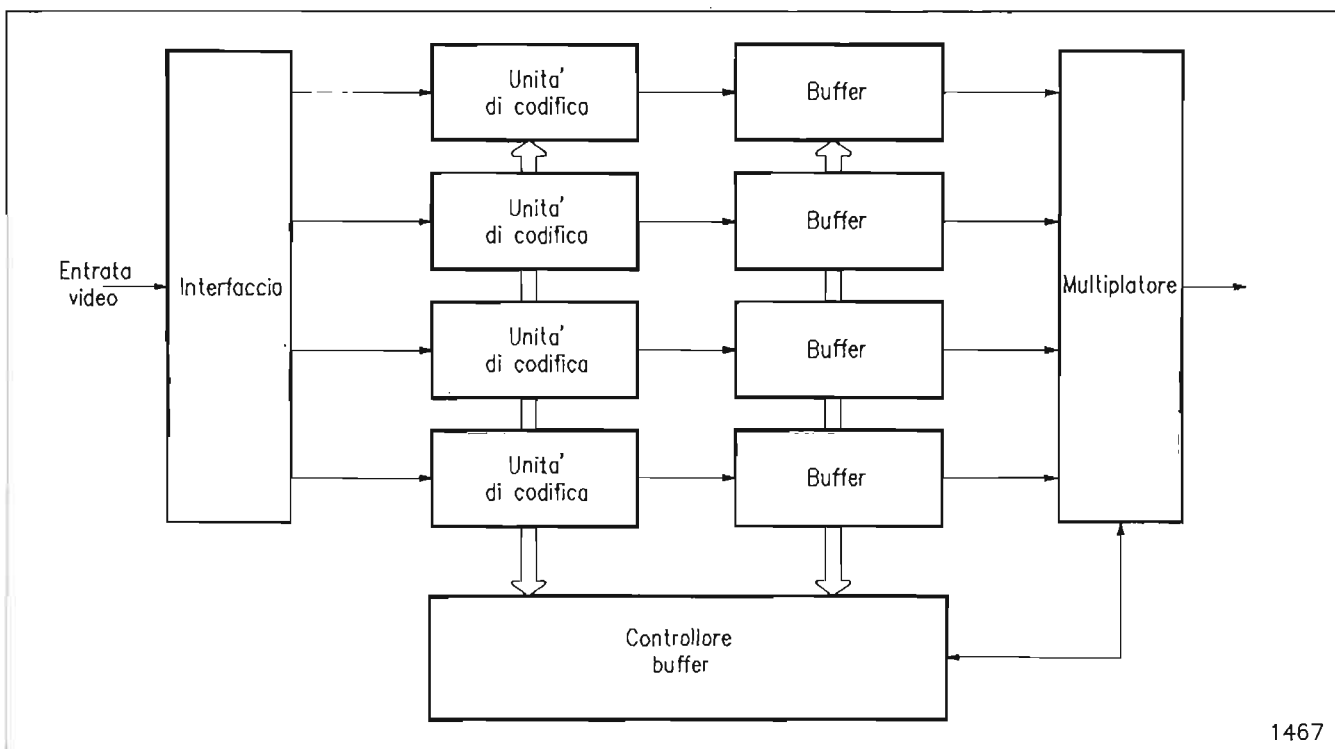 Entrata
video
Interfaccia
Unita'
di codifica
Buffer
Unita'
di codifica
Buffer
Unita'
di codifica
Buffer
Unita'
di codifica
Buffer
Multiplatore
Controllore
buffer
1467